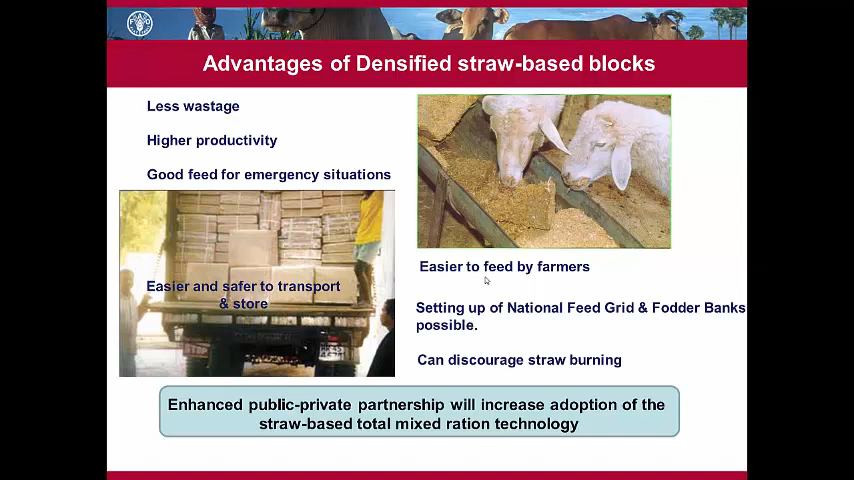 Advantages of Densified straw-based blocks
Less wastage
Higher productivity
Good feed for emergency situations
Easier and safer to transport
& store
Easier to feed by farmers
Setting up of National Feed Grid & Fodder Banks
possible.
Can discourage straw burning
Enhanced public-private partnership will increase adoption of the
straw-based total mixed ration technology